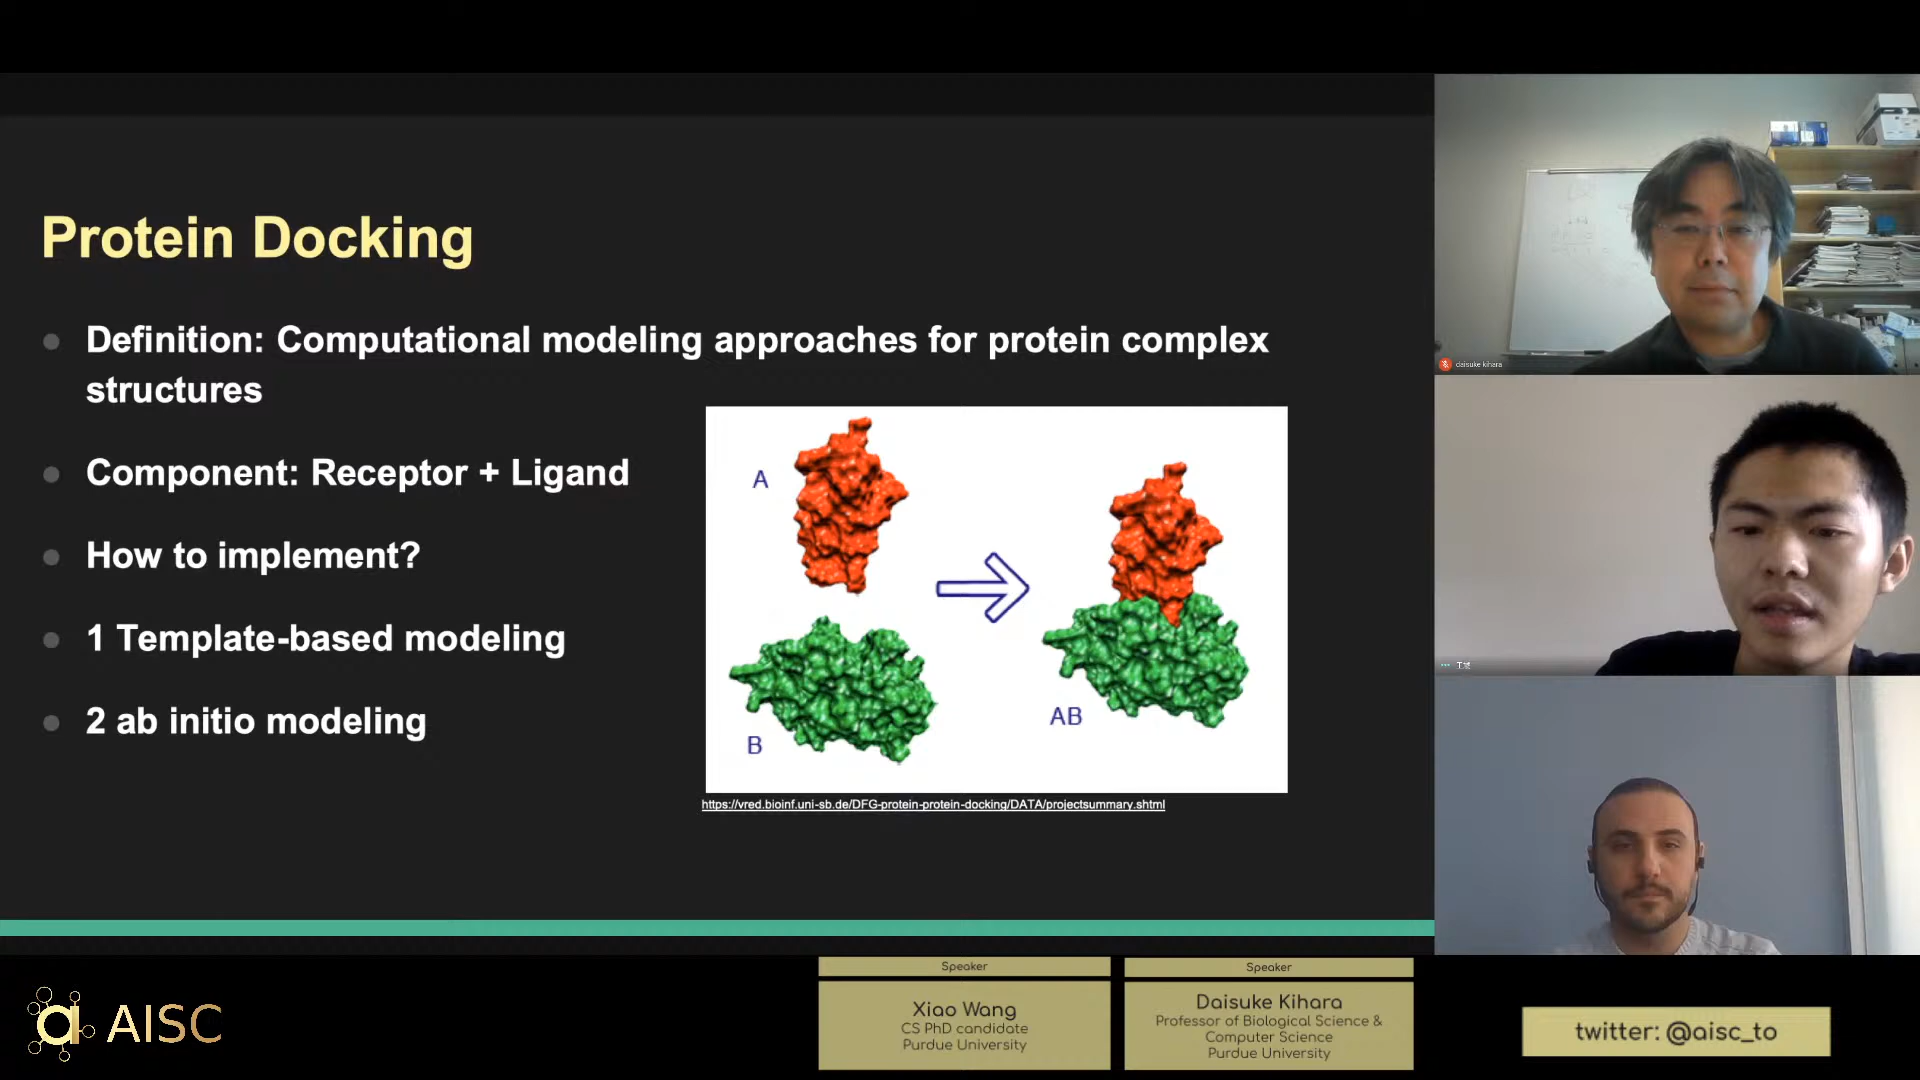 Protein Docking
Definition: Computational modeling approaches for protein complex
structures
Component: Receptor + Ligand
How to implement?
1 Template-based modeling
2 ab initio modeling
A
B
AB
https://vred.bioinf.uni-sb.de/DFG-protein-protein-docking/DATA/projectsummary.shtml
daisuke kihara
AISC
Speaker
Xiao Wang
CS PhD candidate
Purdue University
Speaker
Daisuke Kihara
Professor of Biological Science &
Computer Science
Purdue University
twitter: @aisc_to